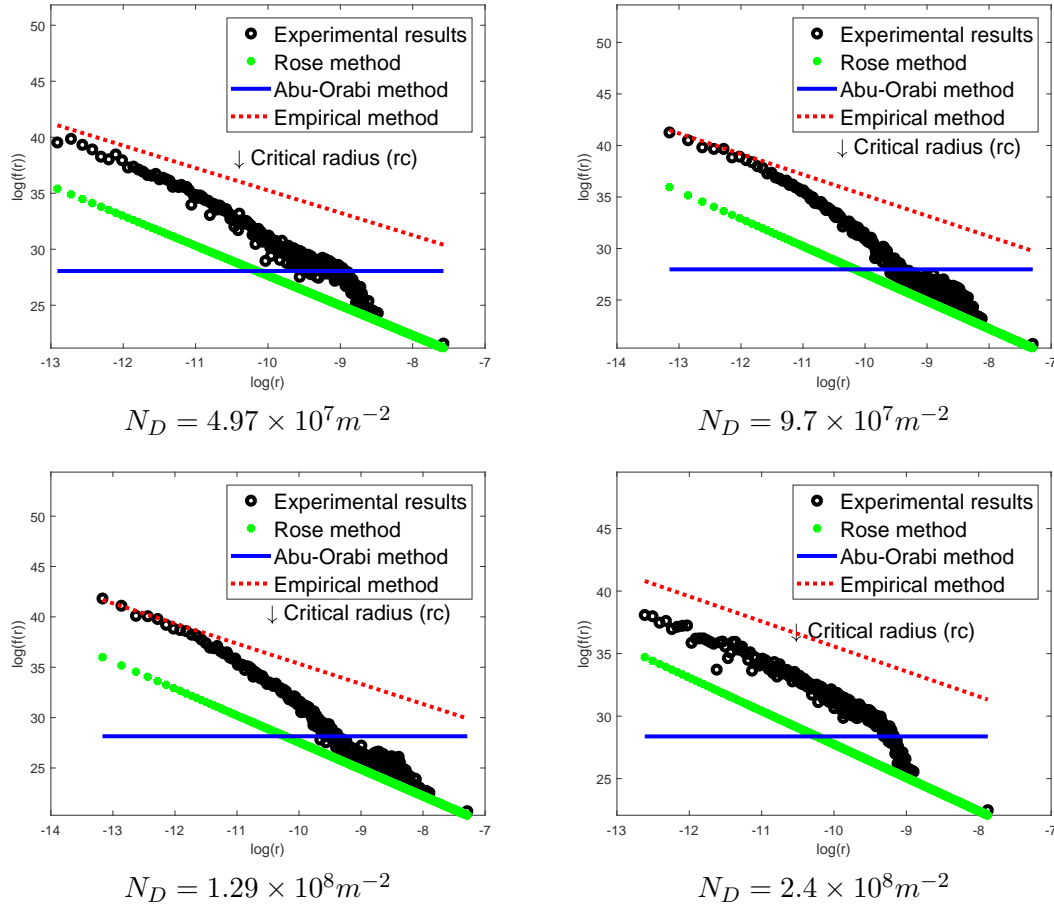 50
45
40
35
30
25
log(f(r))
Experimental results
Rose method
Abu-Orabi method
Empirical method
↓ Critical radius (rc)
-13 -12 -11 -10 -9 -8 -7
log(r)
N_D = 4.97 × 10^7 m^{-2}
50
45
40
35
30
25
log(f(r))
Experimental results
Rose method
Abu-Orabi method
Empirical method
↓ Critical radius (rc)
-14 -13 -12 -11 -10 -9 -8 -7
log(r)
N_D = 9.7 × 10^7 m^{-2}
50
45
40
35
30
25
log(f(r))
Experimental results
Rose method
Abu-Orabi method
Empirical method
↓ Critical radius (rc)
-14 -13 -12 -11 -10 -9 -8 -7
log(r)
N_D = 1.29 × 10^8 m^{-2}
45
40
35
30
25
log(f(r))
Experimental results
Rose method
Abu-Orabi method
Empirical method
↓ Critical radius (rc)
-13 -12 -11 -10 -9 -8 -7
log(r)
N_D = 2.4 × 10^8 m^{-2}